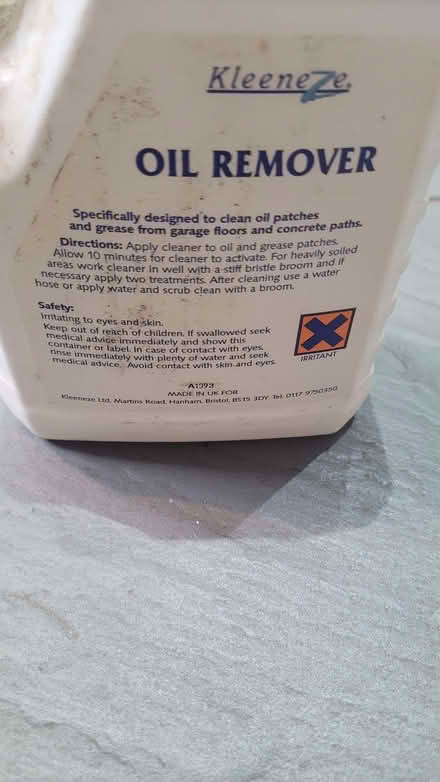 Kleeneze.
OIL REMOVER
Specifically designed to clean oil patches
and grease from garage floors and concrete paths.
Directions: Apply cleaner to oil and grease patches.
Allow 10 minutes for cleaner to activate. For heavily soiled
areas work cleaner in well with a stiff bristle broom and if
necessary apply two treatments. After cleaning use a water
hose or apply water and scrub clean with a broom.
Safety:
Irritating to eyes and skin.
Keep out of reach of children. If swallowed seek
medical advice immediately and show this
container or label. In case of contact with eyes,
rinse immediately with plenty of water and seek
medical advice. Avoid contact with skin and eyes.
IRRITANT
MADE IN UK FOR
Kleeneze Ltd, Martins Road, Hanham, Bristol, BS15 3DY. Tel: 0117 9750350